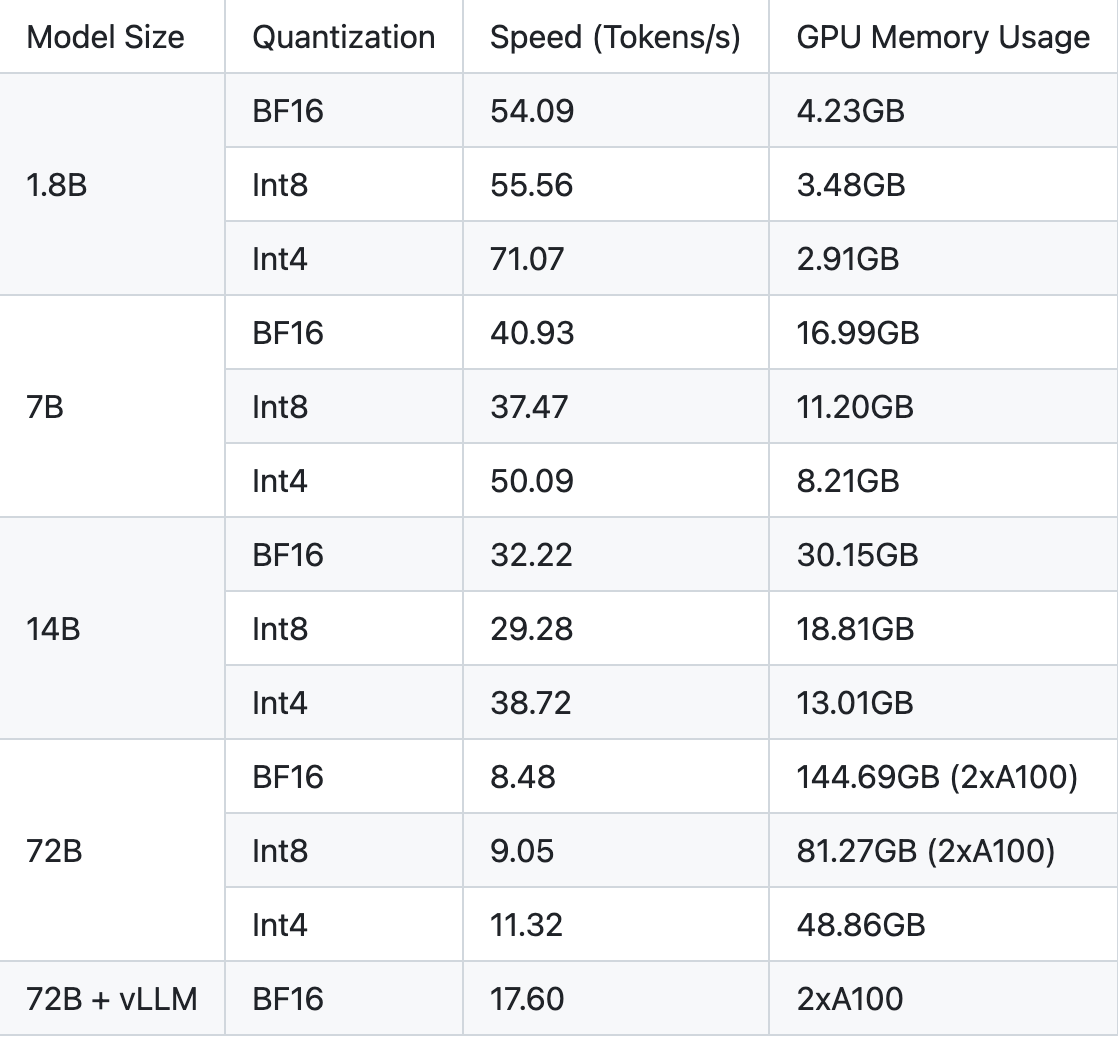 Model Size Quantization Speed (Tokens/s) GPU Memory Usage
1.8B BF16 54.09 4.23GB
Int8 55.56 3.48GB
Int4 71.07 2.91GB
7B BF16 40.93 16.99GB
Int8 37.47 11.20GB
Int4 50.09 8.21GB
14B BF16 32.22 30.15GB
Int8 29.28 18.81GB
Int4 38.72 13.01GB
72B BF16 8.48 144.69GB (2xA100)
Int8 9.05 81.27GB (2xA100)
Int4 11.32 48.86GB
72B + vLLM BF16 17.60 2xA100